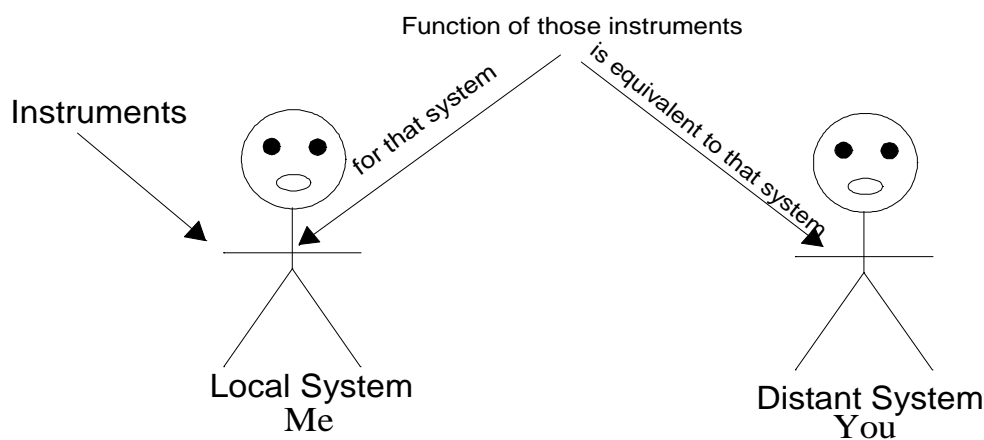 Function of those instruments
is equivalent to that system
for that system
Instruments
Local System
Me
Distant System
You